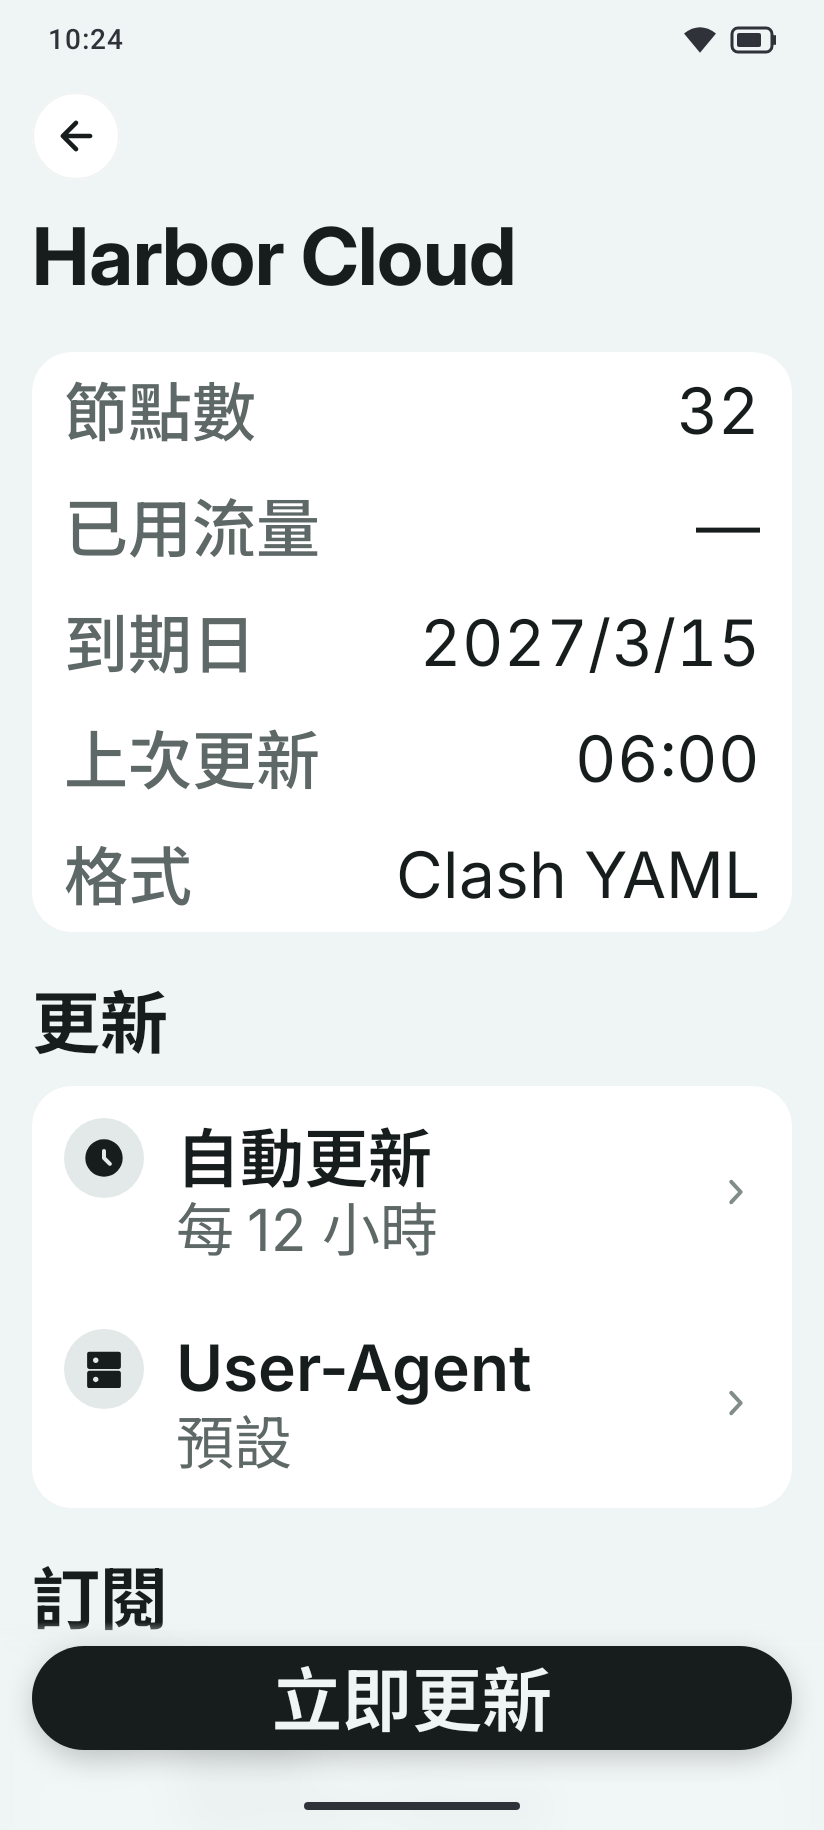 10:24
Harbor Cloud
節點數 32
已用流量 —
到期日 2027/3/15
上次更新 06:00
格式 Clash YAML
更新
自動更新
每 12 小時
User-Agent
預設
訂閱
立即更新